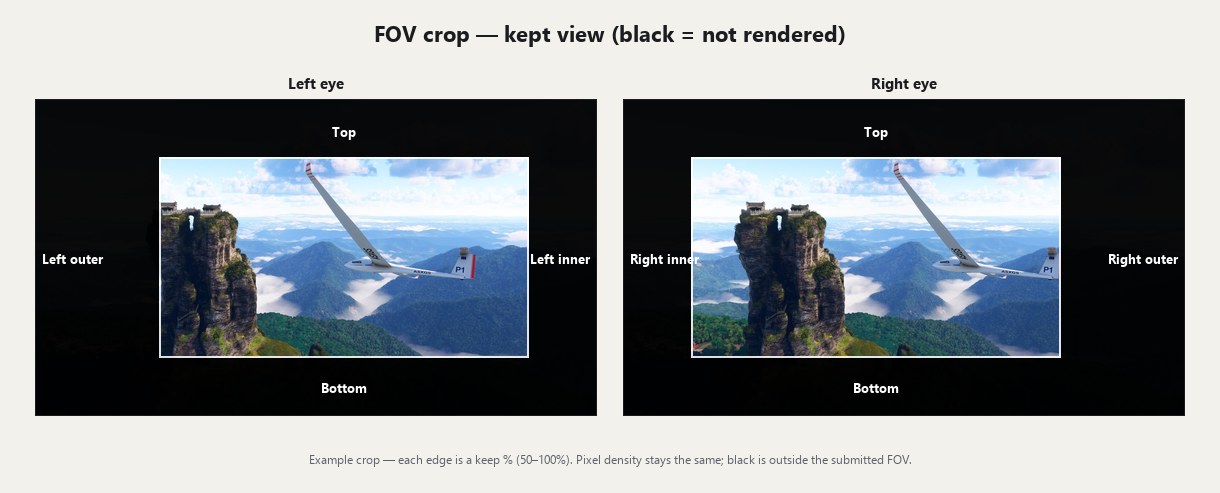 FOV crop — kept view (black = not rendered)
Left eye
Right eye
Top
Top
Left outer
Left inner
Right inner
Right outer
P1
P1
Bottom
Bottom
Example crop — each edge is a keep % (50–100%). Pixel density stays the same; black is outside the submitted FOV.